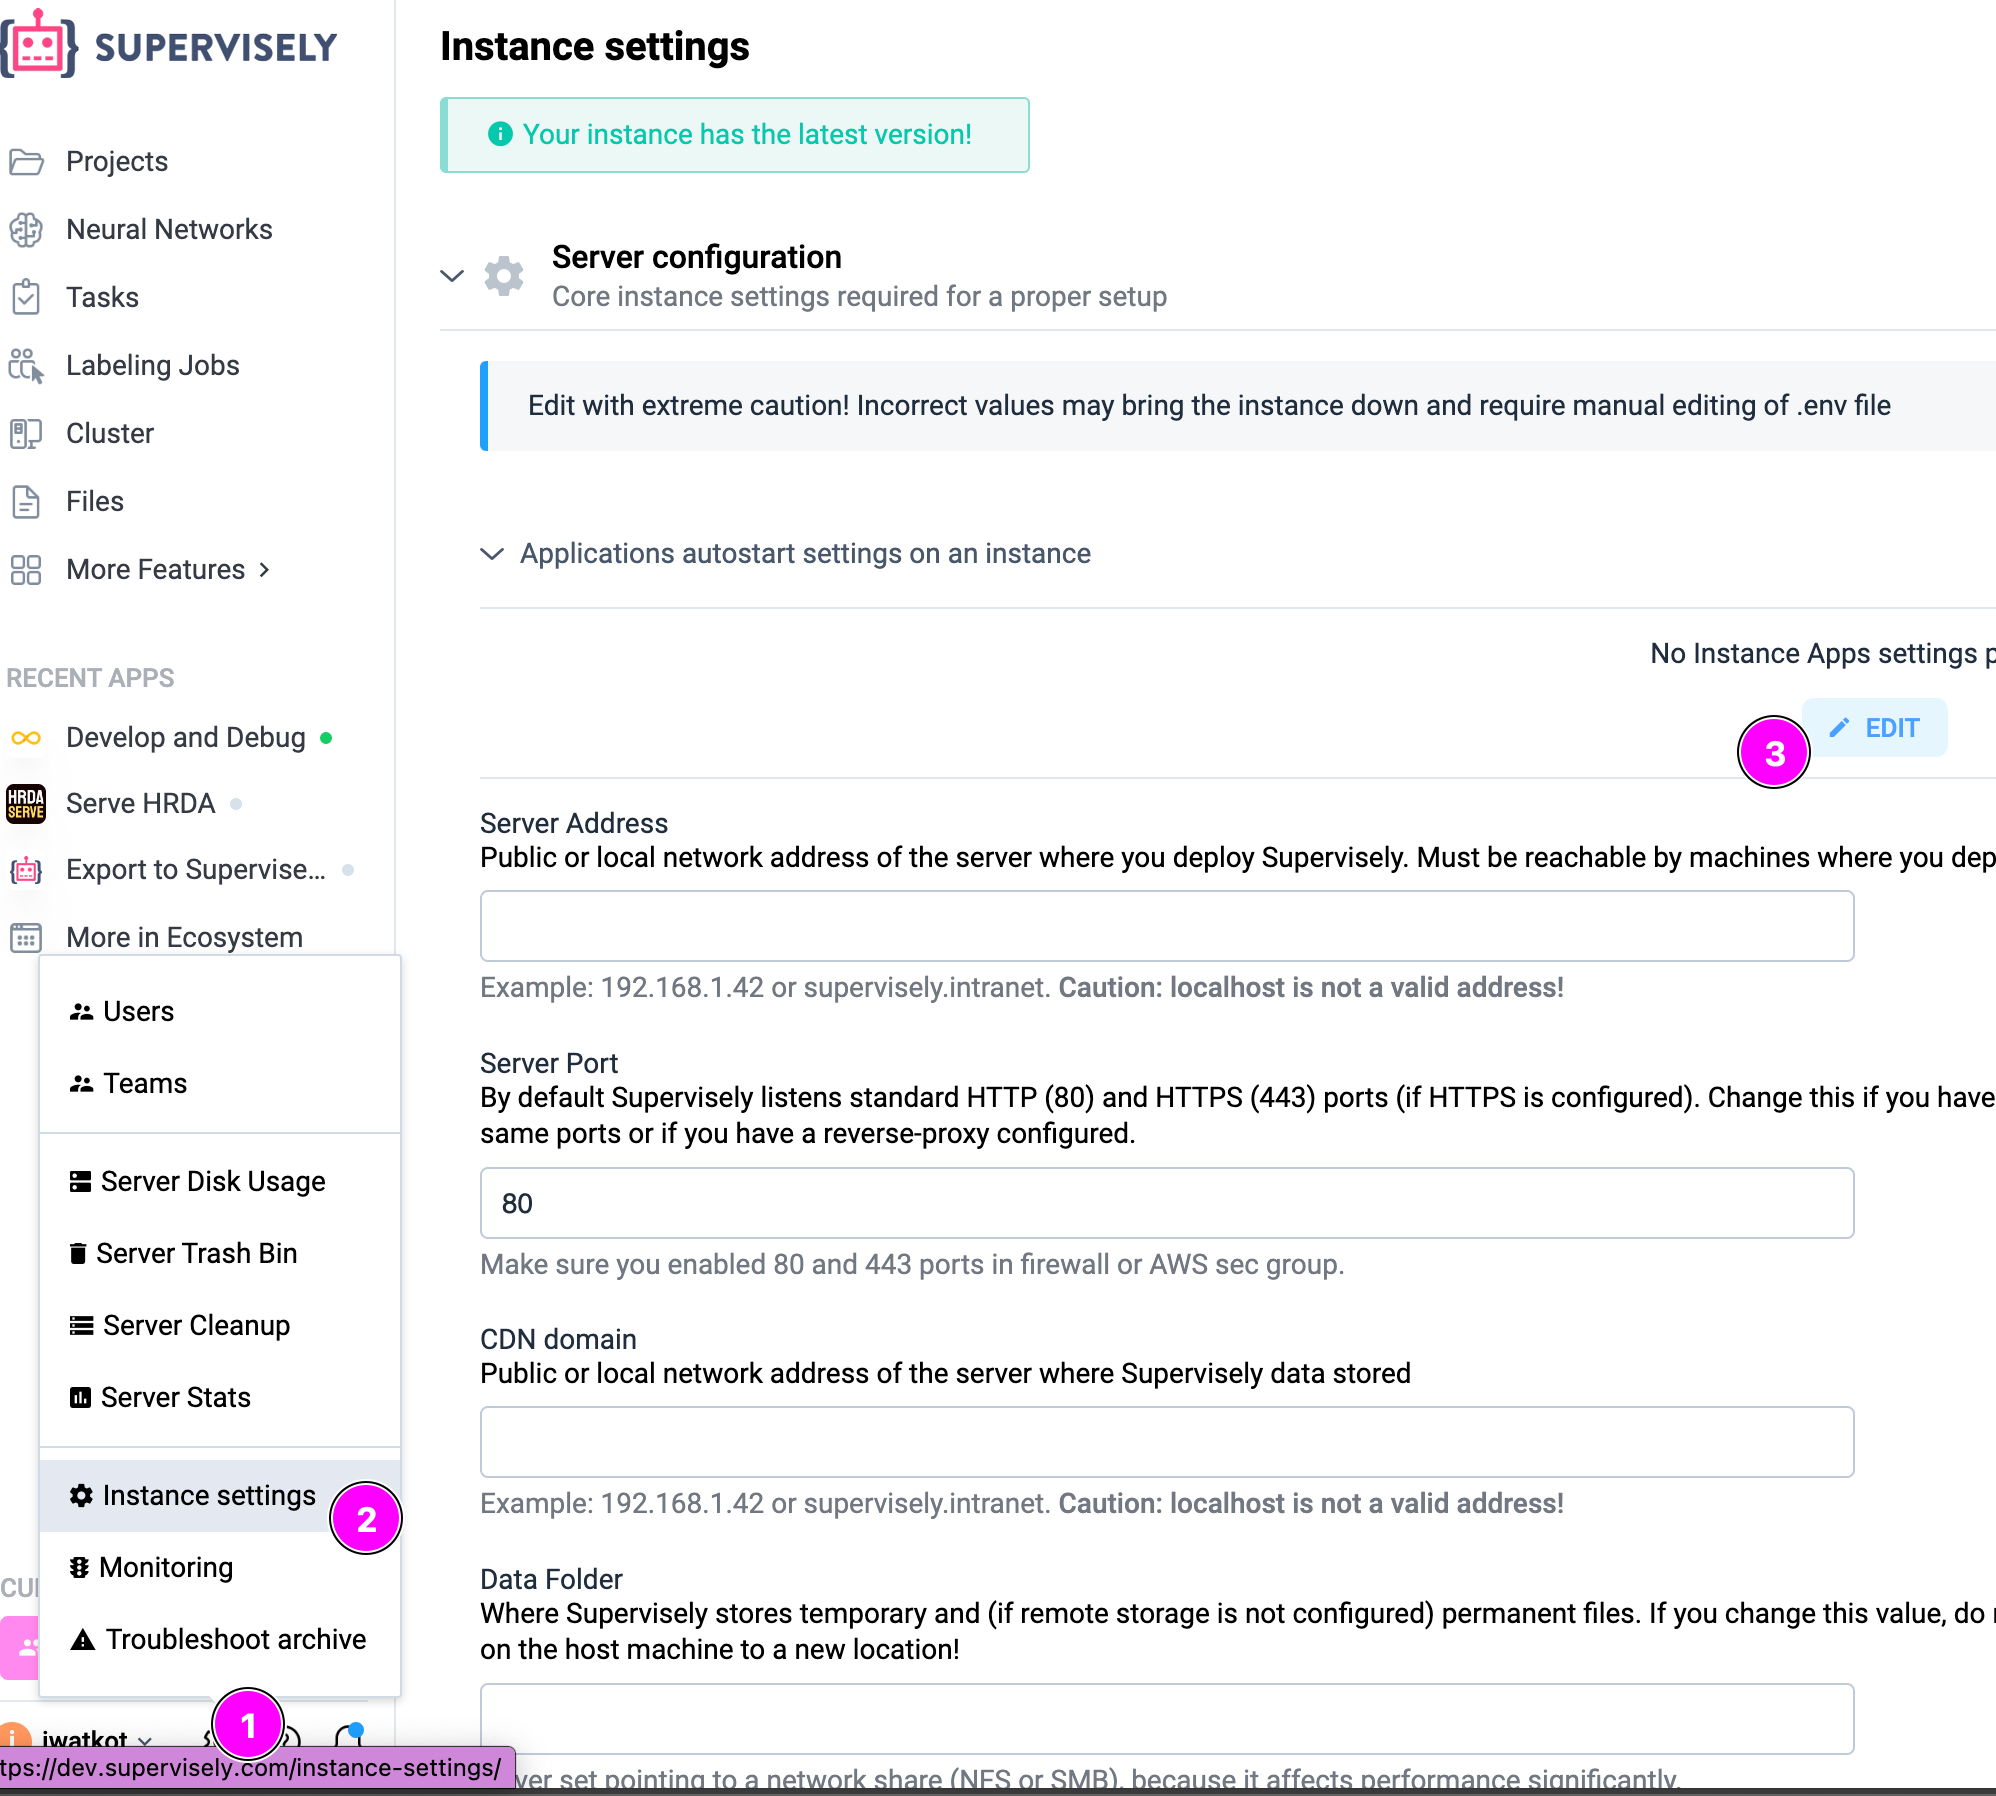 SUPERVISELY
Projects
Neural Networks
Tasks
Labeling Jobs
Cluster
Files
More Features
RECENT APPS
Develop and Debug
HRDA
SERVE
Serve HRDA
Export to Supervise...
More in Ecosystem
Users
Teams
Server Disk Usage
Server Trash Bin
Server Cleanup
Server Stats
Instance settings
2
Monitoring
Troubleshoot archive
1
i
iwatkot
tps://dev.supervisely.com/instance-settings/
Instance settings
Your instance has the latest version!
Server configuration
Core instance settings required for a proper setup
Edit with extreme caution! Incorrect values may bring the instance down and require manual editing of .env file
Applications autostart settings on an instance
No Instance Apps settings p
3
EDIT
Server Address
Public or local network address of the server where you deploy Supervisely. Must be reachable by machines where you dep
Example: 192.168.1.42 or supervisely.intranet. Caution: localhost is not a valid address!
Server Port
By default Supervisely listens standard HTTP (80) and HTTPS (443) ports (if HTTPS is configured). Change this if you have
same ports or if you have a reverse-proxy configured.
80
Make sure you enabled 80 and 443 ports in firewall or AWS sec group.
CDN domain
Public or local network address of the server where Supervisely data stored
Example: 192.168.1.42 or supervisely.intranet. Caution: localhost is not a valid address!
Data Folder
Where Supervisely stores temporary and (if remote storage is not configured) permanent files. If you change this value, do
on the host machine to a new location!
ver set pointing to a network share (NFS or SMB), because it affects performance significantly.